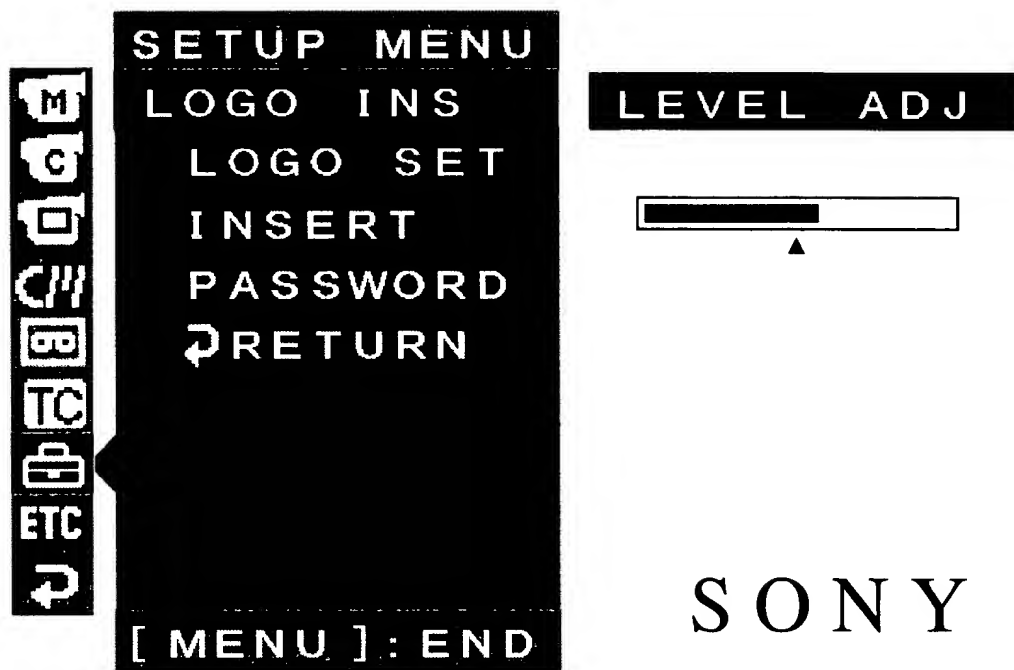 SETUP MENU
M
C
C
TC
ETC
LOGO INS
LOGO SET
INSERT
PASSWORD
RETURN
[ MENU ]: END
LEVEL ADJ
SONY